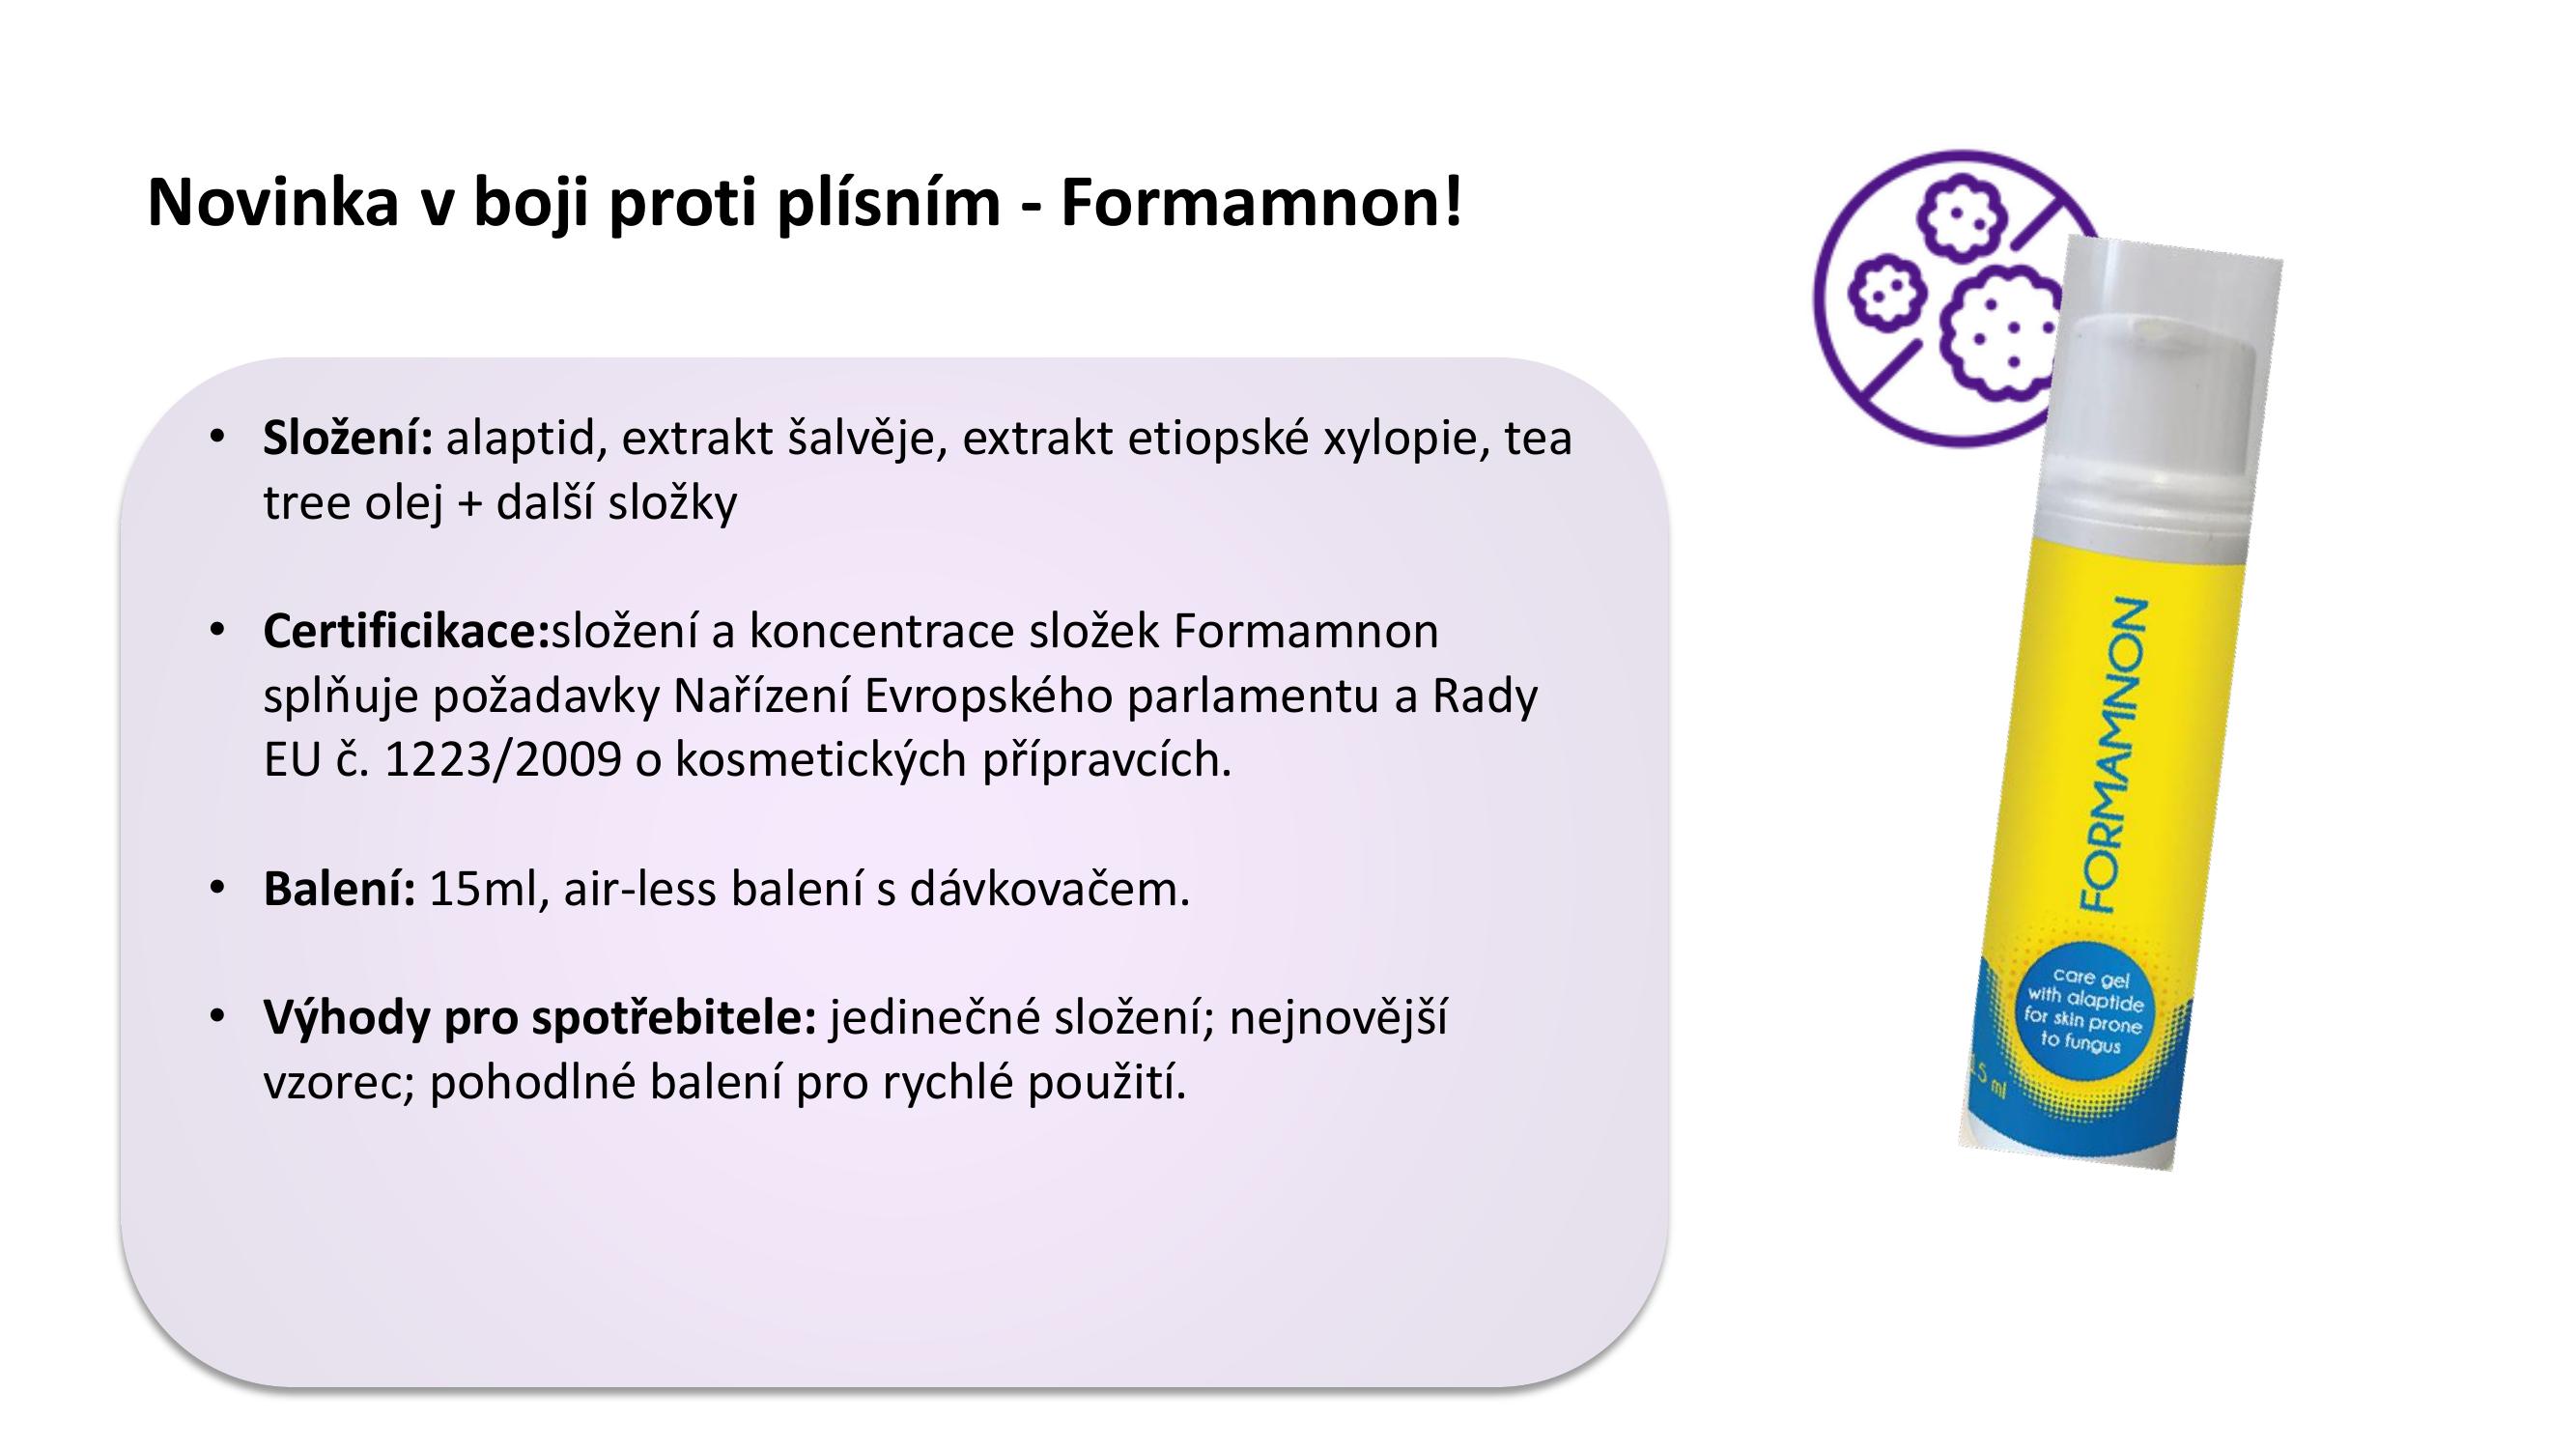 Novinka v boji proti plísním - Formamnon!
• Složení: alaptid, extrakt šalvěje, extrakt etiopské xylopie, tea
tree olej + další složky
• Certificikace:složení a koncentrace složek Formamnon
splňuje požadavky Nařízení Evropského parlamentu a Rady
EU č. 1223/2009 o kosmetických přípravcích.
• Balení: 15ml, air-less balení s dávkovačem.
• Výhody pro spotřebitele: jedinečné složení; nejnovější
vzorec; pohodlné balení pro rychlé použití.
FORMAMNON
care gel
with alaptide
for skin prone
to fungus
15 ml